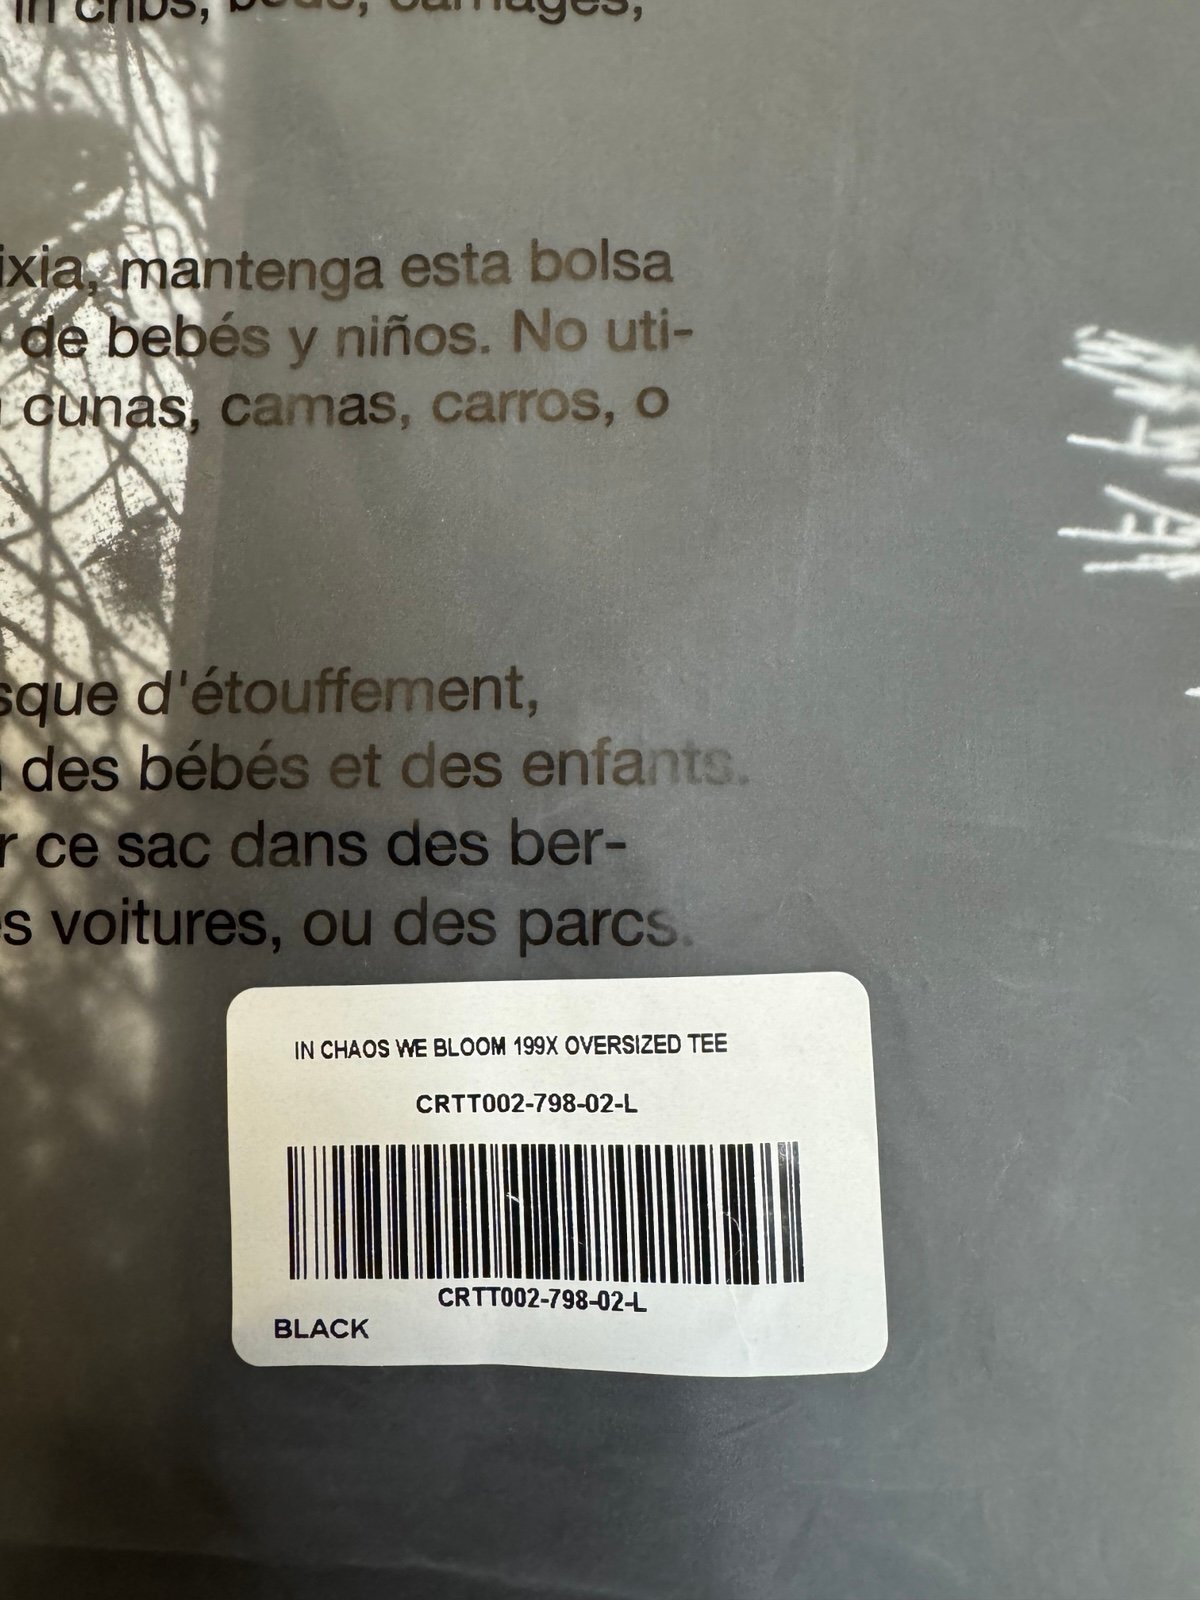 in cribs, beds, carriages,
ixia, mantenga esta bolsa
de bebés y niños. No uti-
cunas, camas, carros, o
sque d'étouffement,
des bébés et des enfants.
r ce sac dans des ber-
es voitures, ou des parcs.
IN CHAOS WE BLOOM 199X OVERSIZED TEE
CRTT002-798-02-L
CRTT002-798-02-L
BLACK